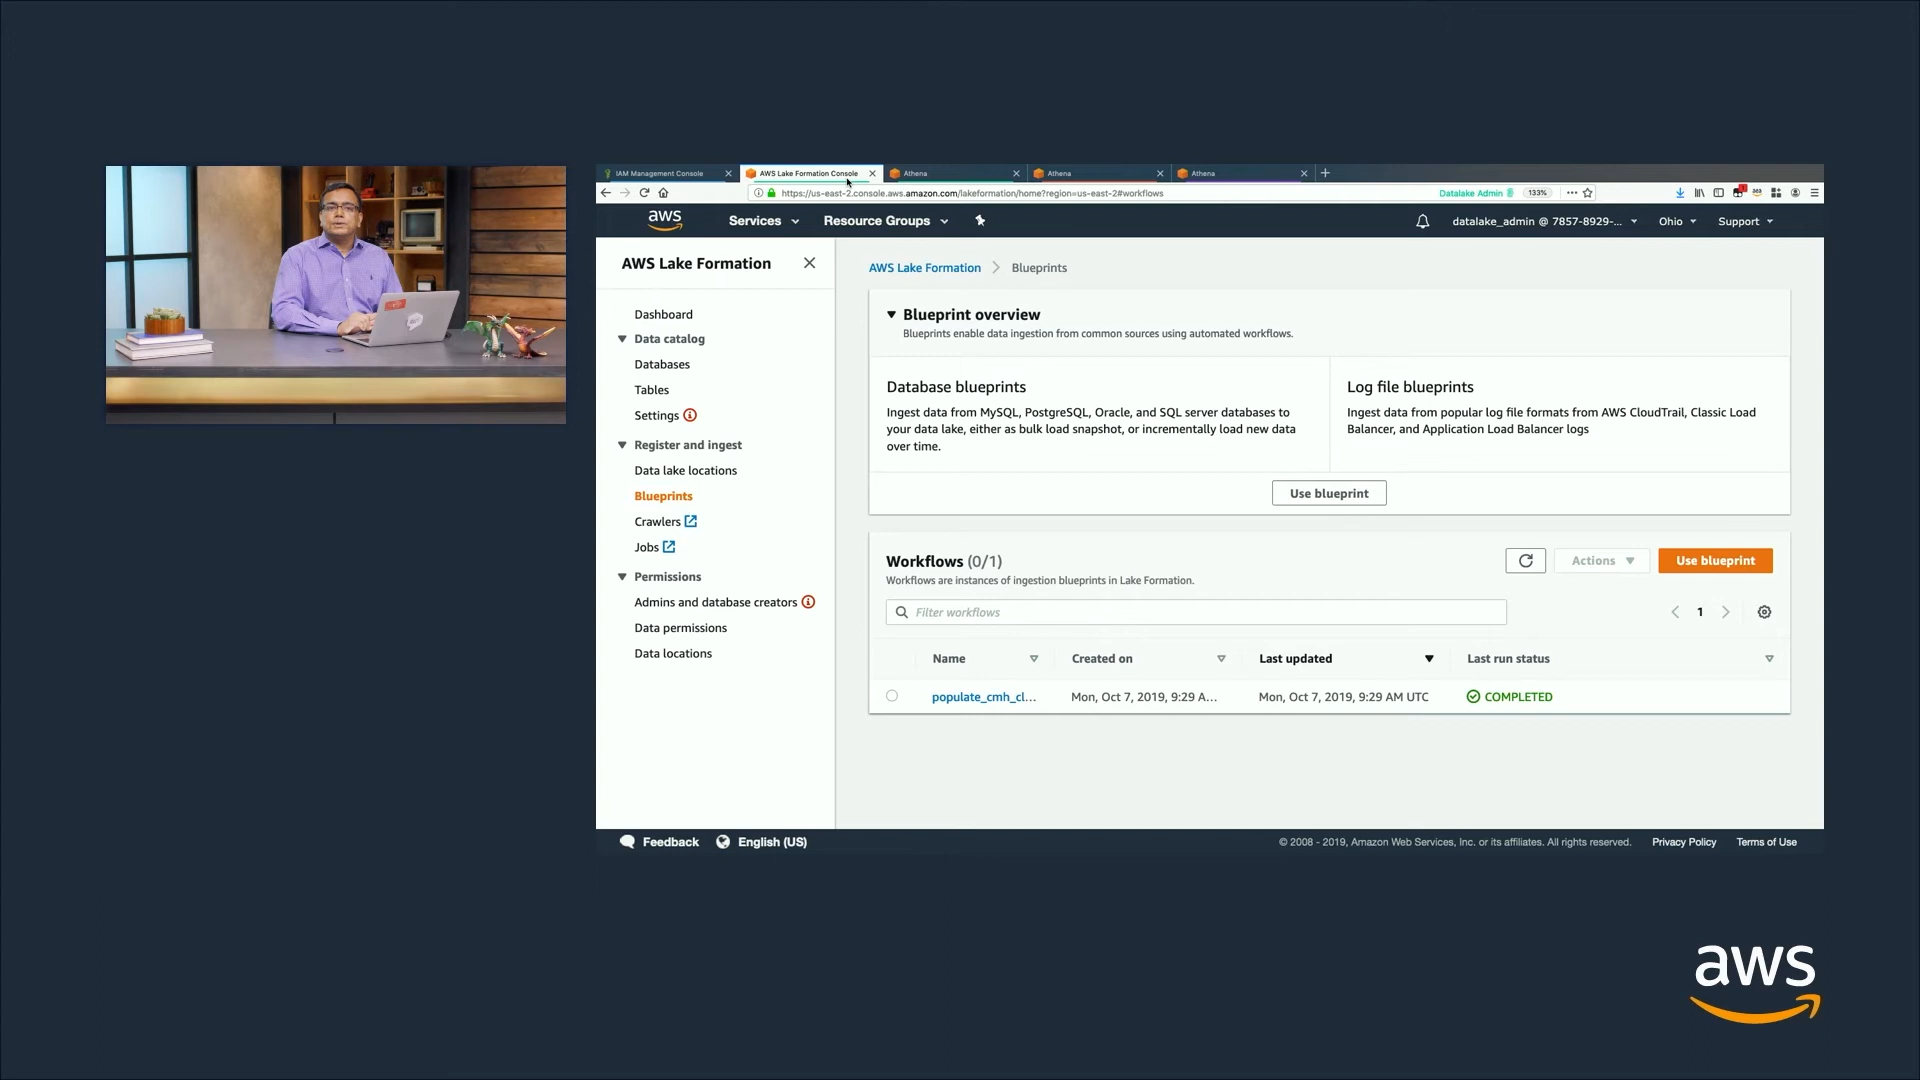 IAM Management Console
AWS Lake Formation Console
Athena
Athena
Athena
https://us-east-2.console.aws.amazon.com/lakeformation/home?region=us-east-2#workflows
Datalake Admin
133%
aws
Services
Resource Groups
datalake_admin @ 7857-8929-...
Ohio
Support
AWS Lake Formation
Dashboard
Data catalog
Databases
Tables
Settings
Register and ingest
Data lake locations
Blueprints
Crawlers
Jobs
Permissions
Admins and database creators
Data permissions
Data locations
AWS Lake Formation > Blueprints
Blueprint overview
Blueprints enable data ingestion from common sources using automated workflows.
Database blueprints
Ingest data from MySQL, PostgreSQL, Oracle, and SQL server databases to
your data lake, either as bulk load snapshot, or incrementally load new data
over time.
Log file blueprints
Ingest data from popular log file formats from AWS CloudTrail, Classic Load
Balancer, and Application Load Balancer logs
Use blueprint
Workflows (0/1)
Workflows are instances of ingestion blueprints in Lake Formation.
Actions
Use blueprint
Filter workflows
1
Name
Created on
Last updated
Last run status
populate_cmh_cl...
Mon, Oct 7, 2019, 9:29 A...
Mon, Oct 7, 2019, 9:29 AM UTC
COMPLETED
Feedback
English (US)
© 2008 - 2019, Amazon Web Services, Inc. or its affiliates. All rights reserved.
Privacy Policy
Terms of Use
aws